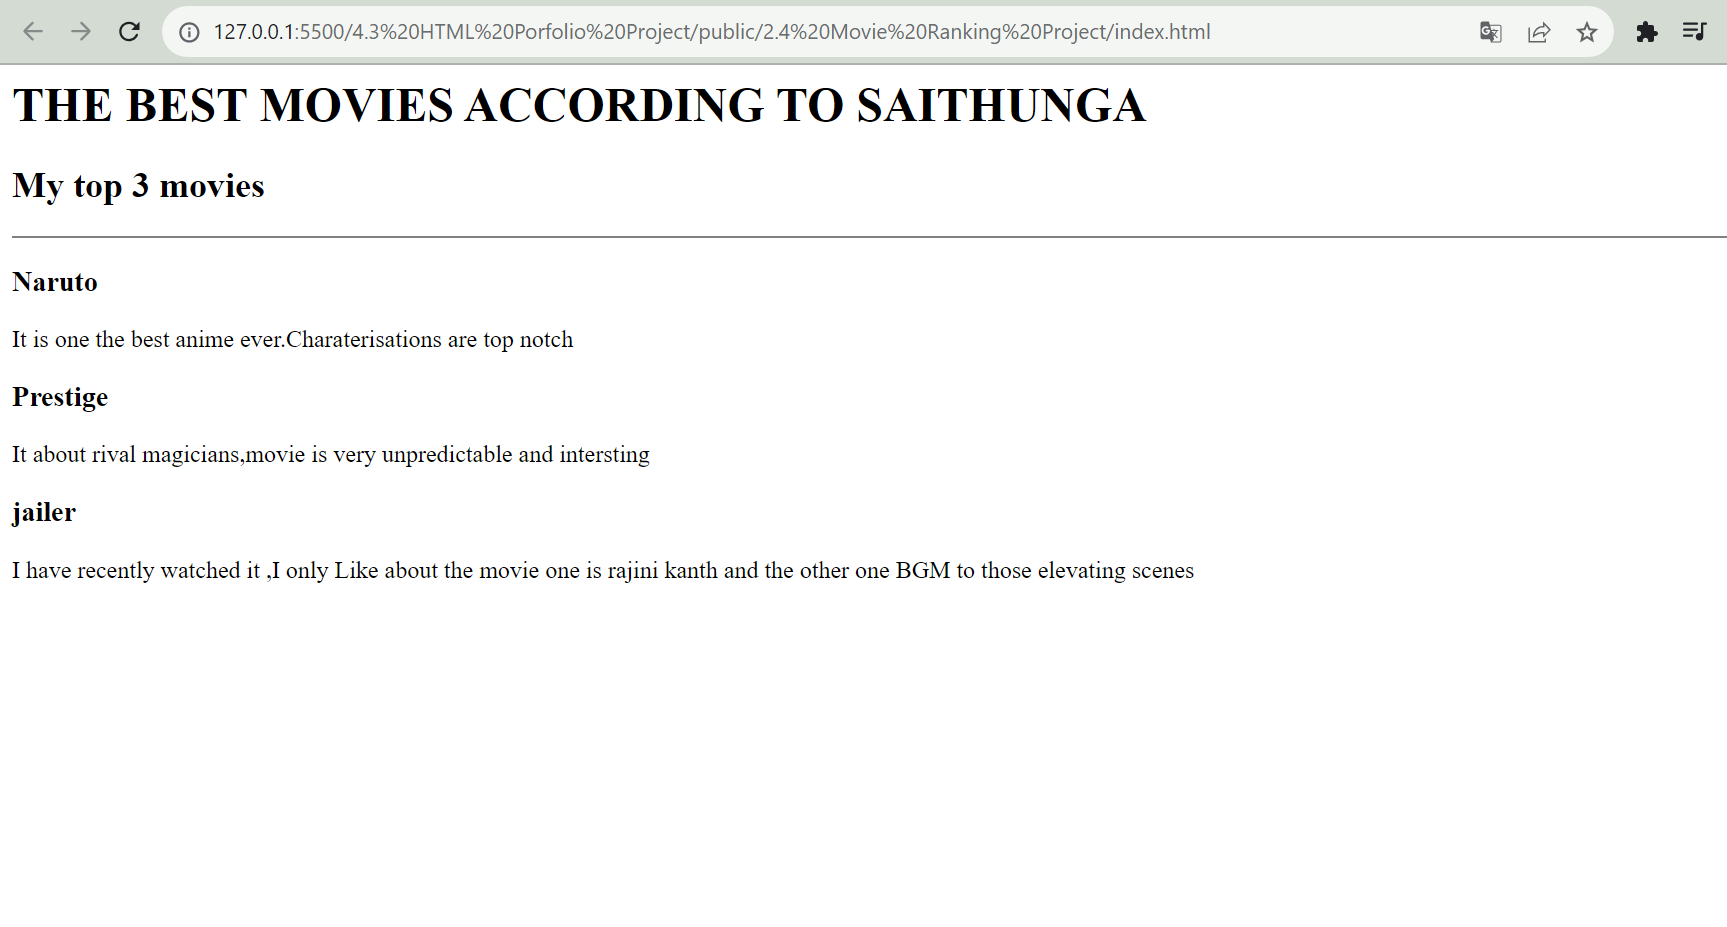 127.0.0.1:5500/4.3%20HTML%20Porfolio%20Project/public/2.4%20Movie%20Ranking%20Project/index.html
THE BEST MOVIES ACCORDING TO SAITHUNGA
My top 3 movies
Naruto
It is one the best anime ever.Charaterisations are top notch
Prestige
It about rival magicians,movie is very unpredictable and intersting
jailer
I have recently watched it ,I only Like about the movie one is rajini kanth and the other one BGM to those elevating scenes